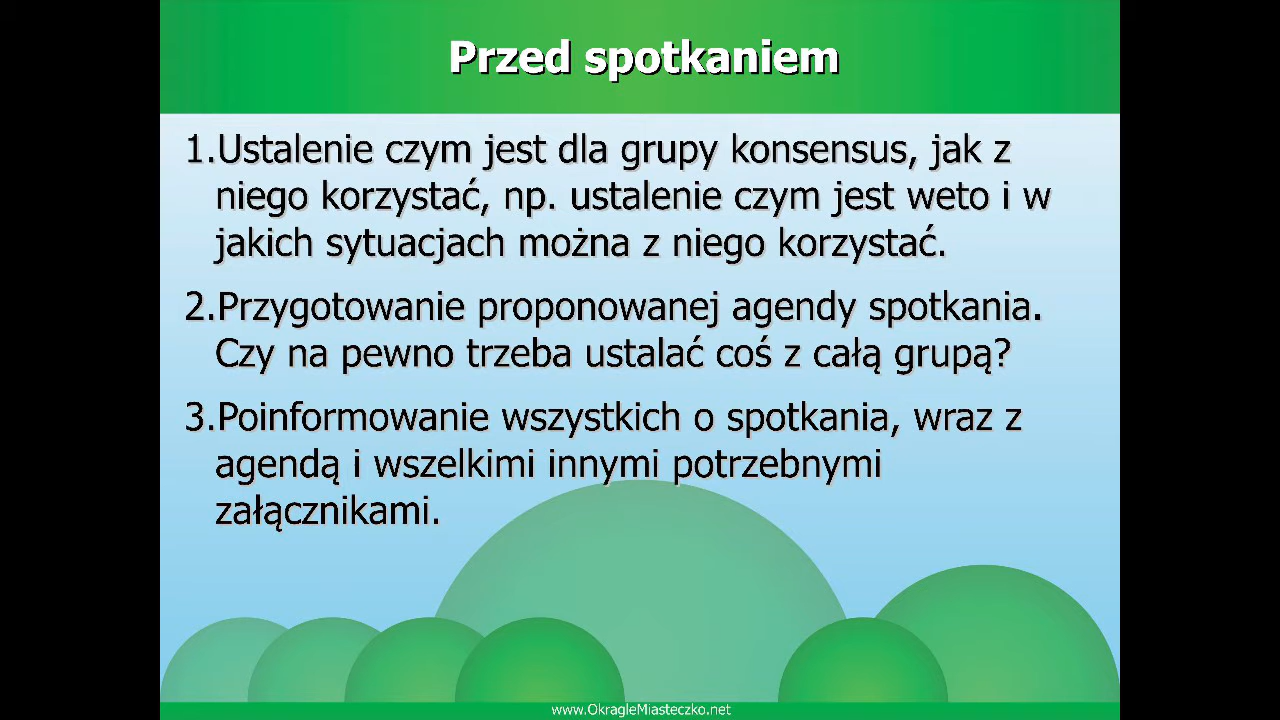 Przed spotkaniem
1.Ustalenie czym jest dla grupy konsensus, jak z
niego korzystać, np. ustalenie czym jest weto i w
jakich sytuacjach można z niego korzystać.
2.Przygotowanie proponowanej agendy spotkania.
Czy na pewno trzeba ustalać coś z całą grupą?
3.Poinformowanie wszystkich o spotkania, wraz z
agendą i wszelkimi innymi potrzebnymi
załącznikami.
www.OkragleMiasteczko.net